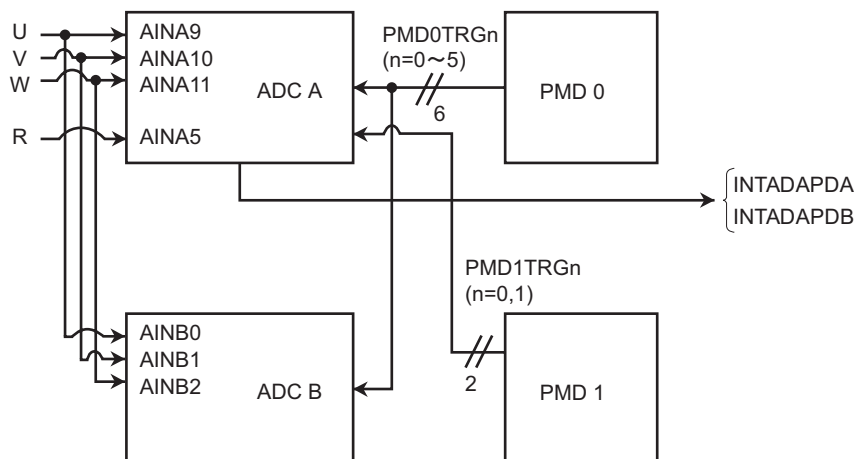 U
V
W
R
AINA9
AINA10
AINA11
AINA5
ADC A
PMD0TRGn
(n=0～5)
6
PMD 0
INTADAPDA
INTADAPDB
PMD1TRGn
(n=0,1)
2
AINB0
AINB1
AINB2
ADC B
PMD 1